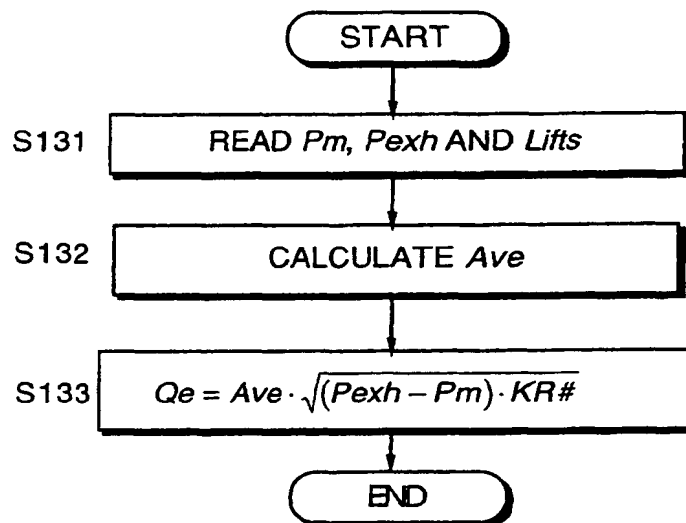 START
S131 READ Pm, Pexh AND Lifts
S132 CALCULATE Ave
S133 Qe = Ave · √(Pexh − Pm) · KR#
END